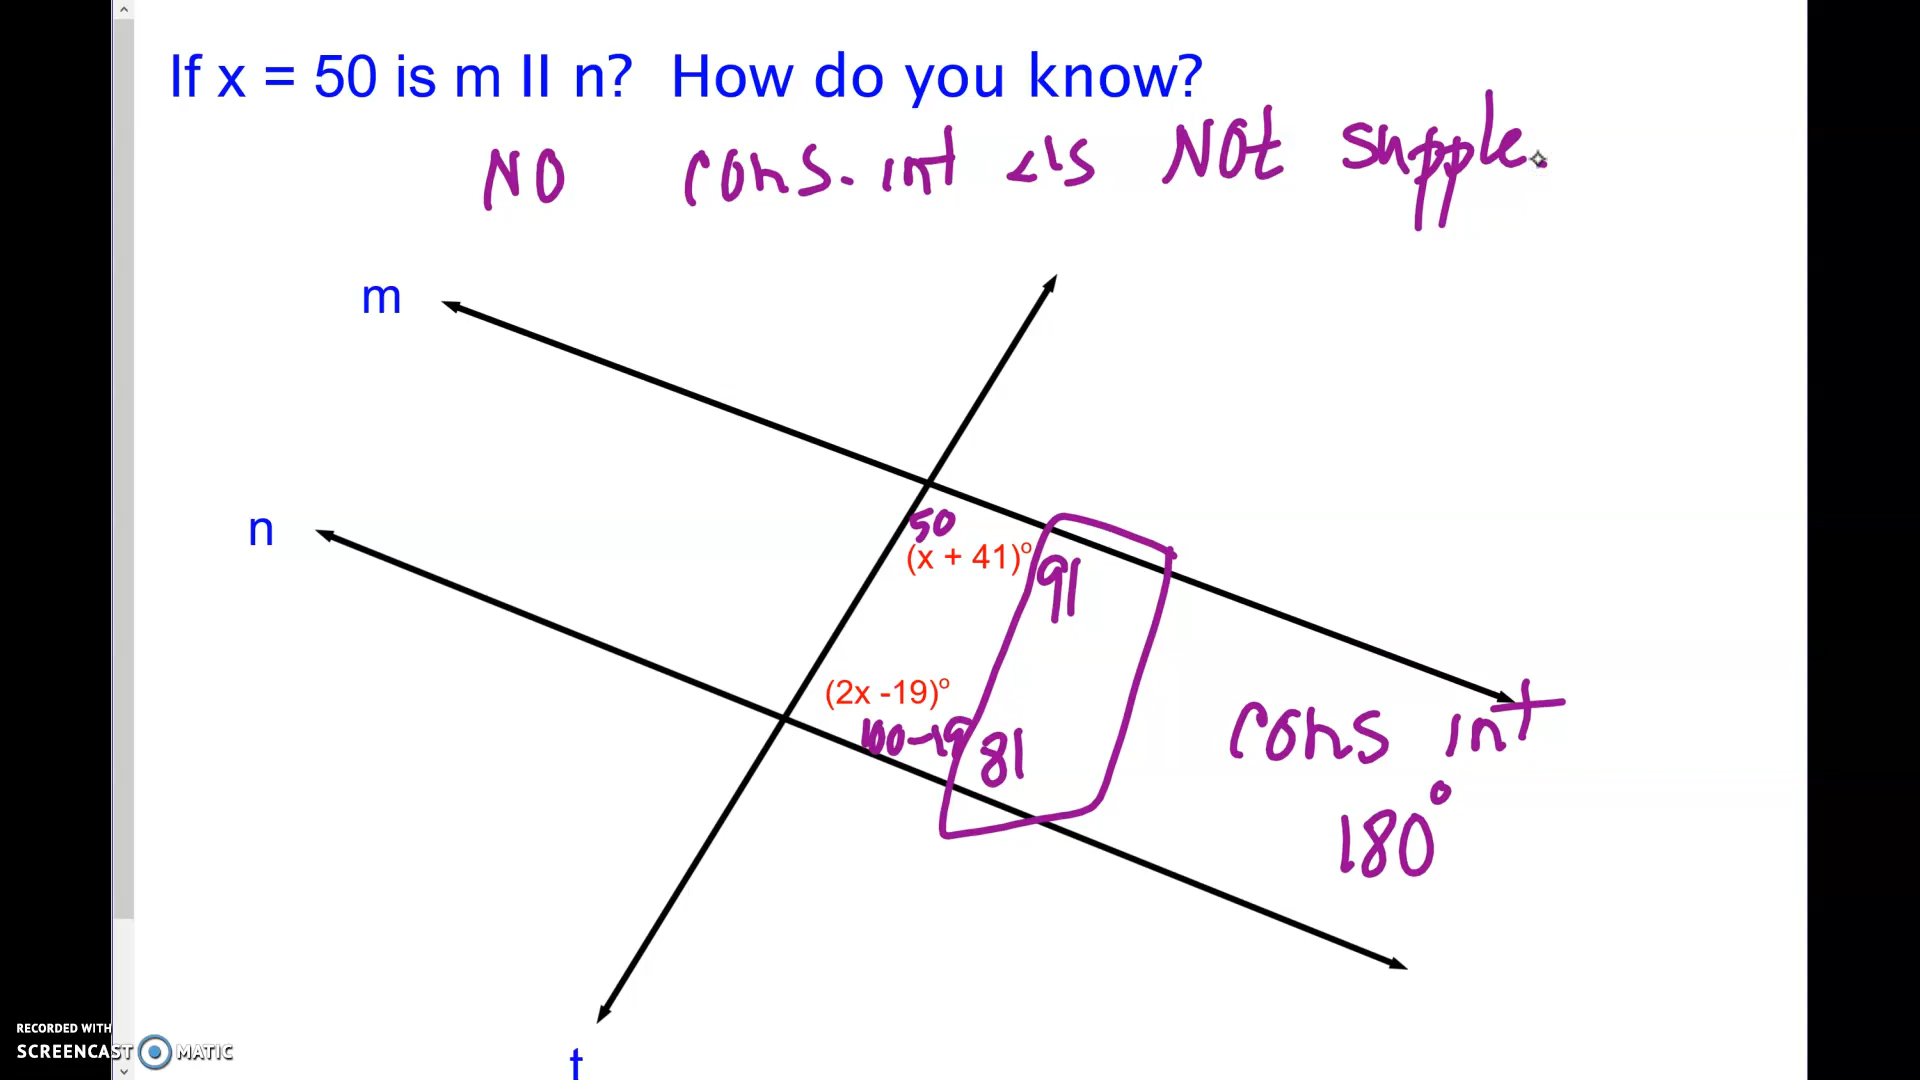 If x = 50 is m II n? How do you know?
NO cons. int <'s NOt supple.
m
n
50
(x + 41)º
91
(2x -19)º
100-19
81
cons int
180°
t
RECORDED WITH
SCREENCAST MATIC